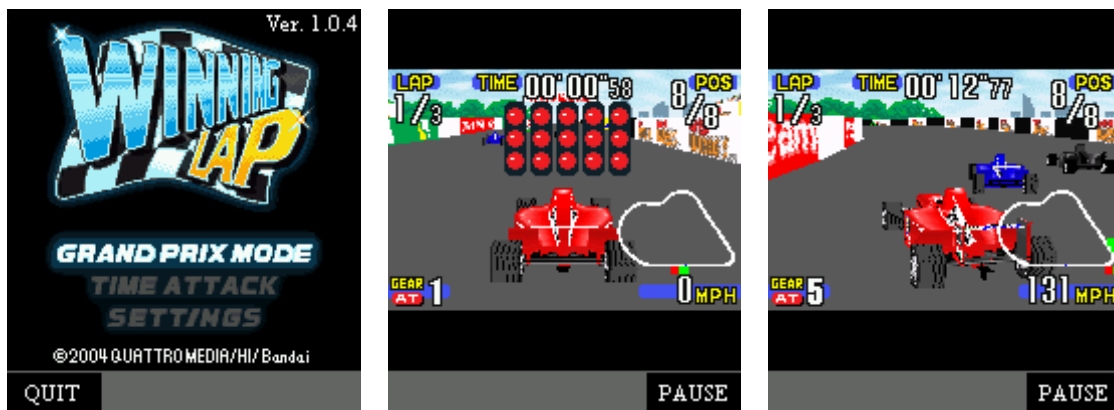 Ver. 1.0.4
WINNING
LAP
GRAND PRIX MODE
TIME ATTACK
SETTINGS
©2004 QUATTRO MEDIA/HI/Bandai
QUIT
LAP TIME 00'00"58 POS
1/3 8/8
GEAR
AT 1 0 MPH
PAUSE
LAP TIME 00'12"77 POS
1/3 8/8
eam
GEAR
AT 5 131 MPH
PAUSE